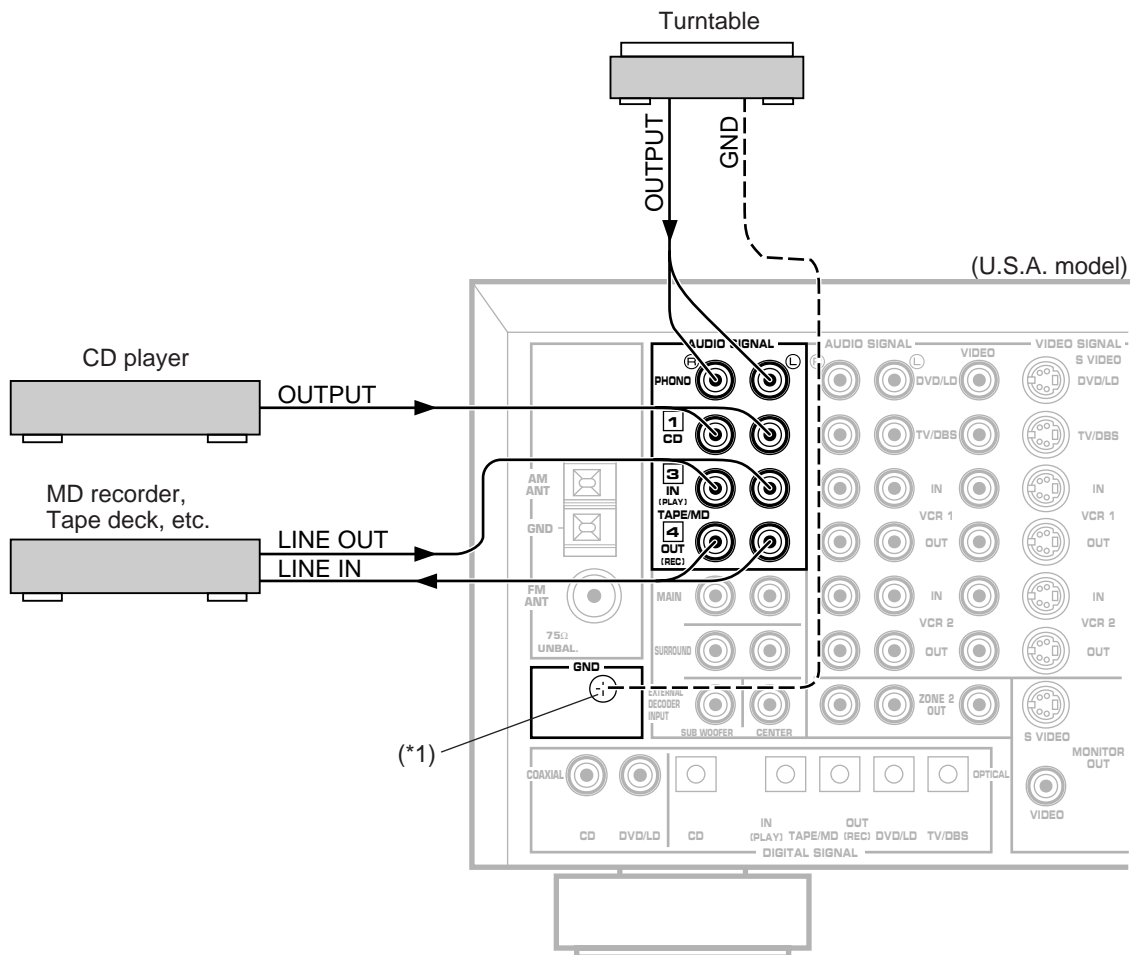 Turntable
OUTPUT
GND
(U.S.A. model)
CD player
OUTPUT
MD recorder,
Tape deck, etc.
LINE OUT
LINE IN
(*1)
AUDIO SIGNAL
R
L
PHONO
1
CD
3
IN
(PLAY)
TAPE/MD
4
OUT
(REC)
AM
ANT
GND
FM
ANT
75Ω
UNBAL.
GND
MAIN
SURROUND
EXTERNAL
DECODER
INPUT
SUB WOOFER
CENTER
AUDIO SIGNAL
R
L
VIDEO
VIDEO SIGNAL
S VIDEO
DVD/LD
DVD/LD
TV/DBS
TV/DBS
IN
IN
VCR 1
VCR 1
OUT
OUT
IN
IN
VCR 2
VCR 2
OUT
OUT
ZONE 2
OUT
S VIDEO
MONITOR
OUT
VIDEO
COAXIAL
OPTICAL
CD
DVD/LD
CD
IN
(PLAY)
TAPE/MD
OUT
(REC)
DVD/LD
TV/DBS
DIGITAL SIGNAL